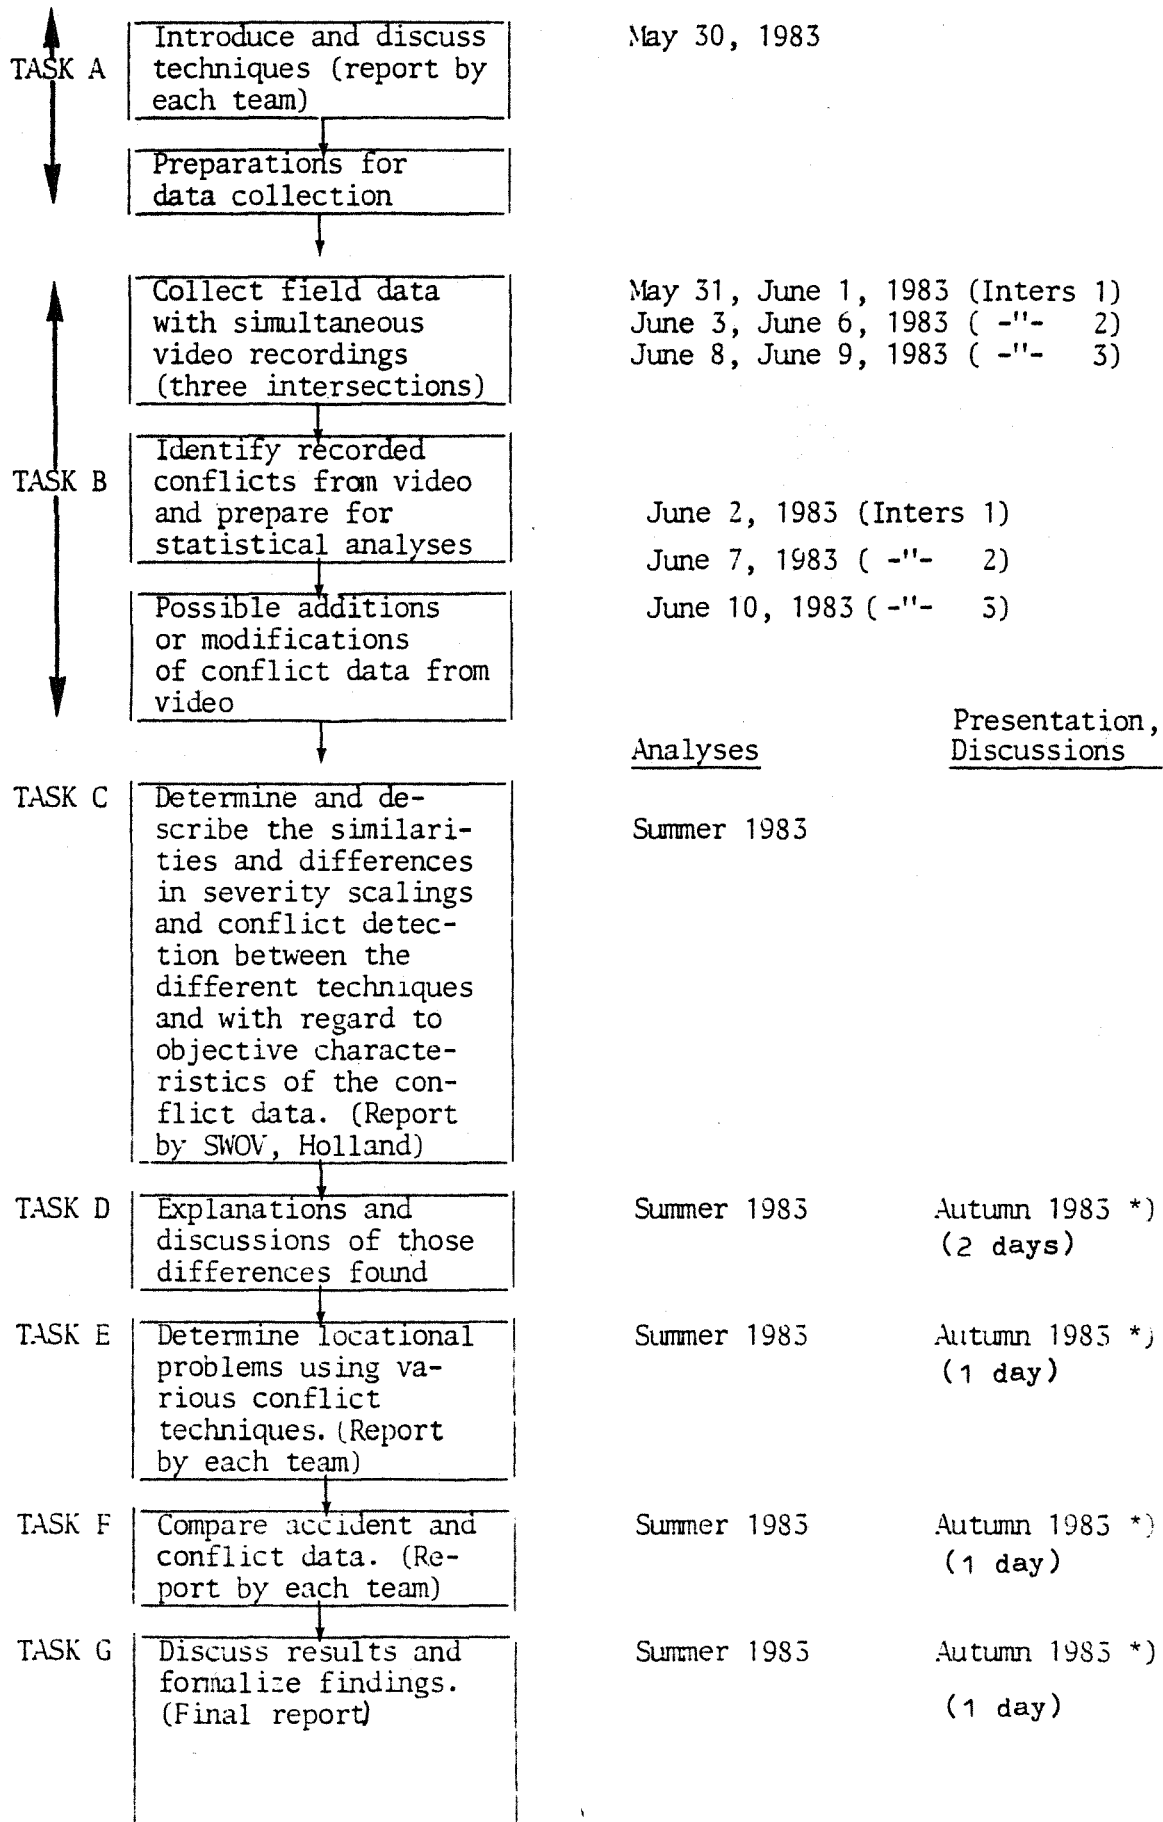 Introduce and discuss
techniques (report by
each team)
May 30, 1983
TASK A
Preparations for
data collection
Collect field data
with simultaneous
video recordings
(three intersections)
May 31, June 1, 1983 (Inters 1)
June 3, June 6, 1983 ( -"- 2)
June 8, June 9, 1983 ( -"- 3)
TASK B
Identify recorded
conflicts from video
and prepare for
statistical analyses
June 2, 1983 (Inters 1)
June 7, 1983 ( -"- 2)
June 10, 1983 ( -"- 3)
Possible additions
or modifications
of conflict data from
video
Analyses
Presentation,
Discussions
TASK C
Determine and de-
scribe the similari-
ties and differences
in severity scalings
and conflict detec-
tion between the
different techniques
and with regard to
objective characte-
ristics of the con-
flict data. (Report
by SWOV, Holland)
Summer 1983
TASK D
Explanations and
discussions of those
differences found
Summer 1983
Autumn 1983 *)
(2 days)
TASK E
Determine locational
problems using va-
rious conflict
techniques. (Report
by each team)
Summer 1983
Autumn 1983 *)
(1 day)
TASK F
Compare accident and
conflict data. (Re-
port by each team)
Summer 1983
Autumn 1983 *)
(1 day)
TASK G
Discuss results and
formalize findings.
(Final report)
Summer 1983
Autumn 1983 *)
(1 day)